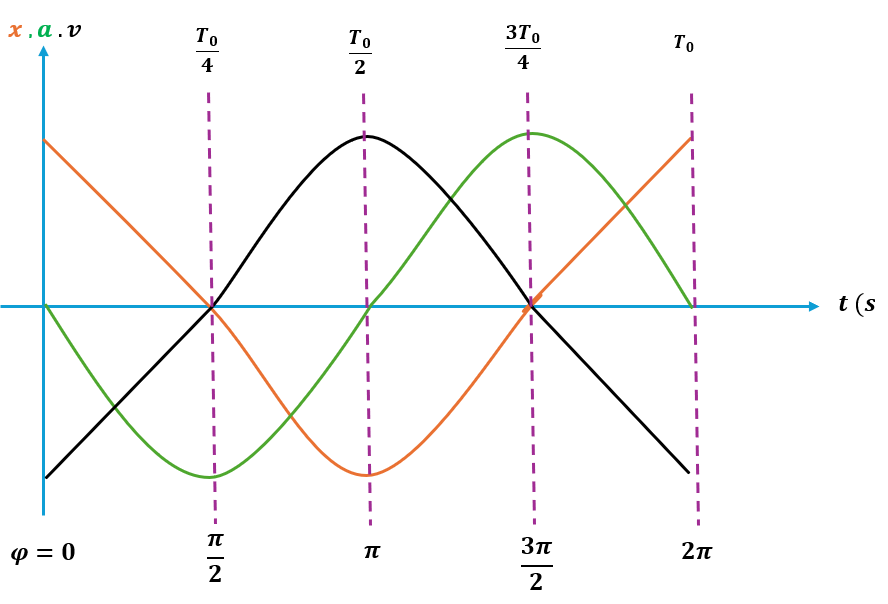 x . a . v
T₀/4
T₀/2
3T₀/4
T₀
t (s
φ = 0
π/2
π
3π/2
2π